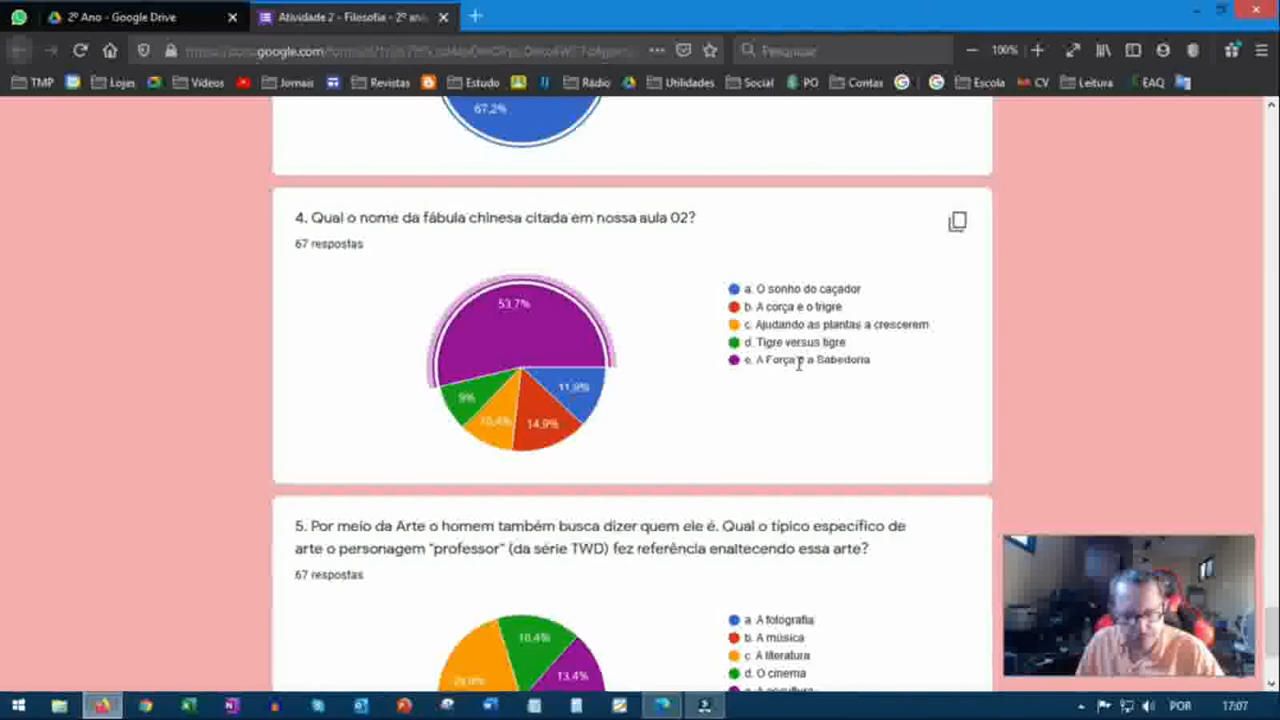 2º Ano - Google Drive
Atividade 2 - Filosofia - 2º an
google.com
100%
Pesquisar
TMP
Lojas
Vídeos
Jornais
Revistas
Estudo
Rádio
Utilidades
Social
PO
Contas
Escola
CV
Leitura
EAQ
67,2%
4. Qual o nome da fábula chinesa citada em nossa aula 02?
67 respostas
53,7%
11,9%
14,9%
10,4%
9%
a. O sonho do caçador
b. A corça e o trigre
c. Ajudando as plantas a crescerem
d. Tigre versus tigre
e. A Força e a Sabedoria
5. Por meio da Arte o homem também busca dizer quem ele é. Qual o típico específico de
arte o personagem "professor" (da série TWD) fez referência enaltecendo essa arte?
67 respostas
10,4%
13,4%
a. A fotografia
b. A música
c. A literatura
d. O cinema
POR
17:07